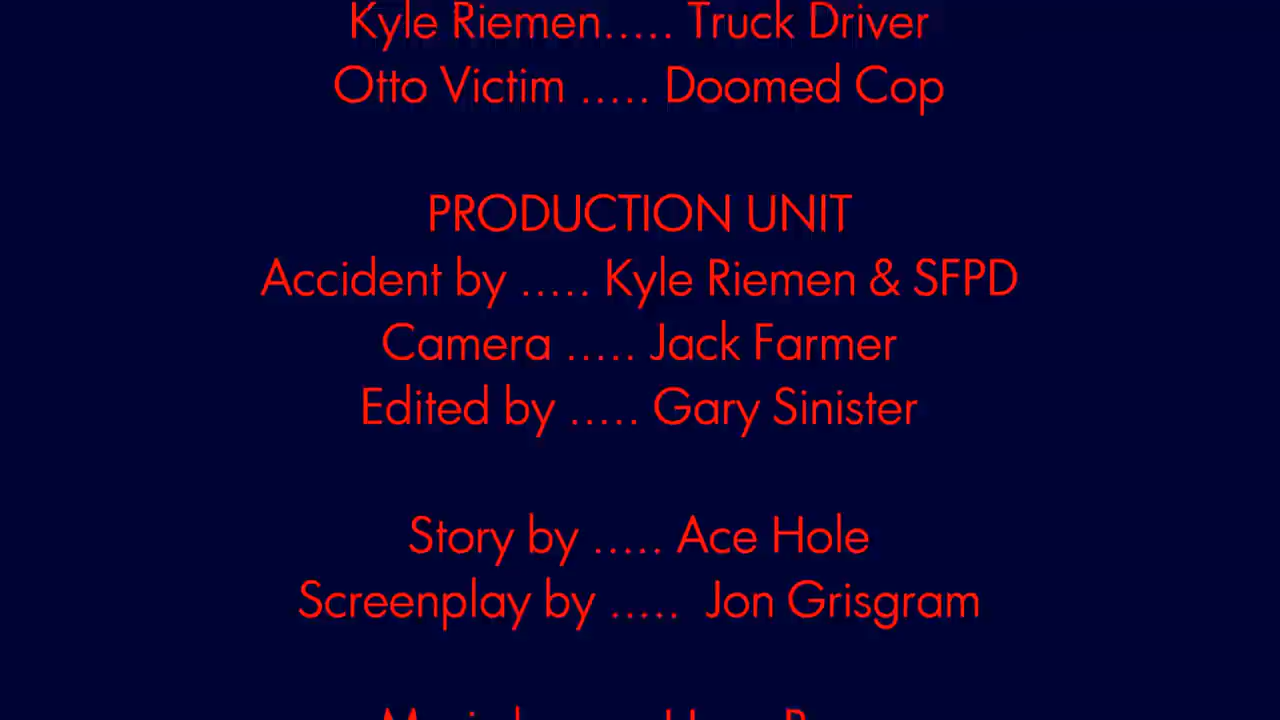 Kyle Riemen..... Truck Driver
Otto Victim ..... Doomed Cop
PRODUCTION UNIT
Accident by ..... Kyle Riemen & SFPD
Camera ..... Jack Farmer
Edited by ..... Gary Sinister
Story by ..... Ace Hole
Screenplay by ..... Jon Grisgram